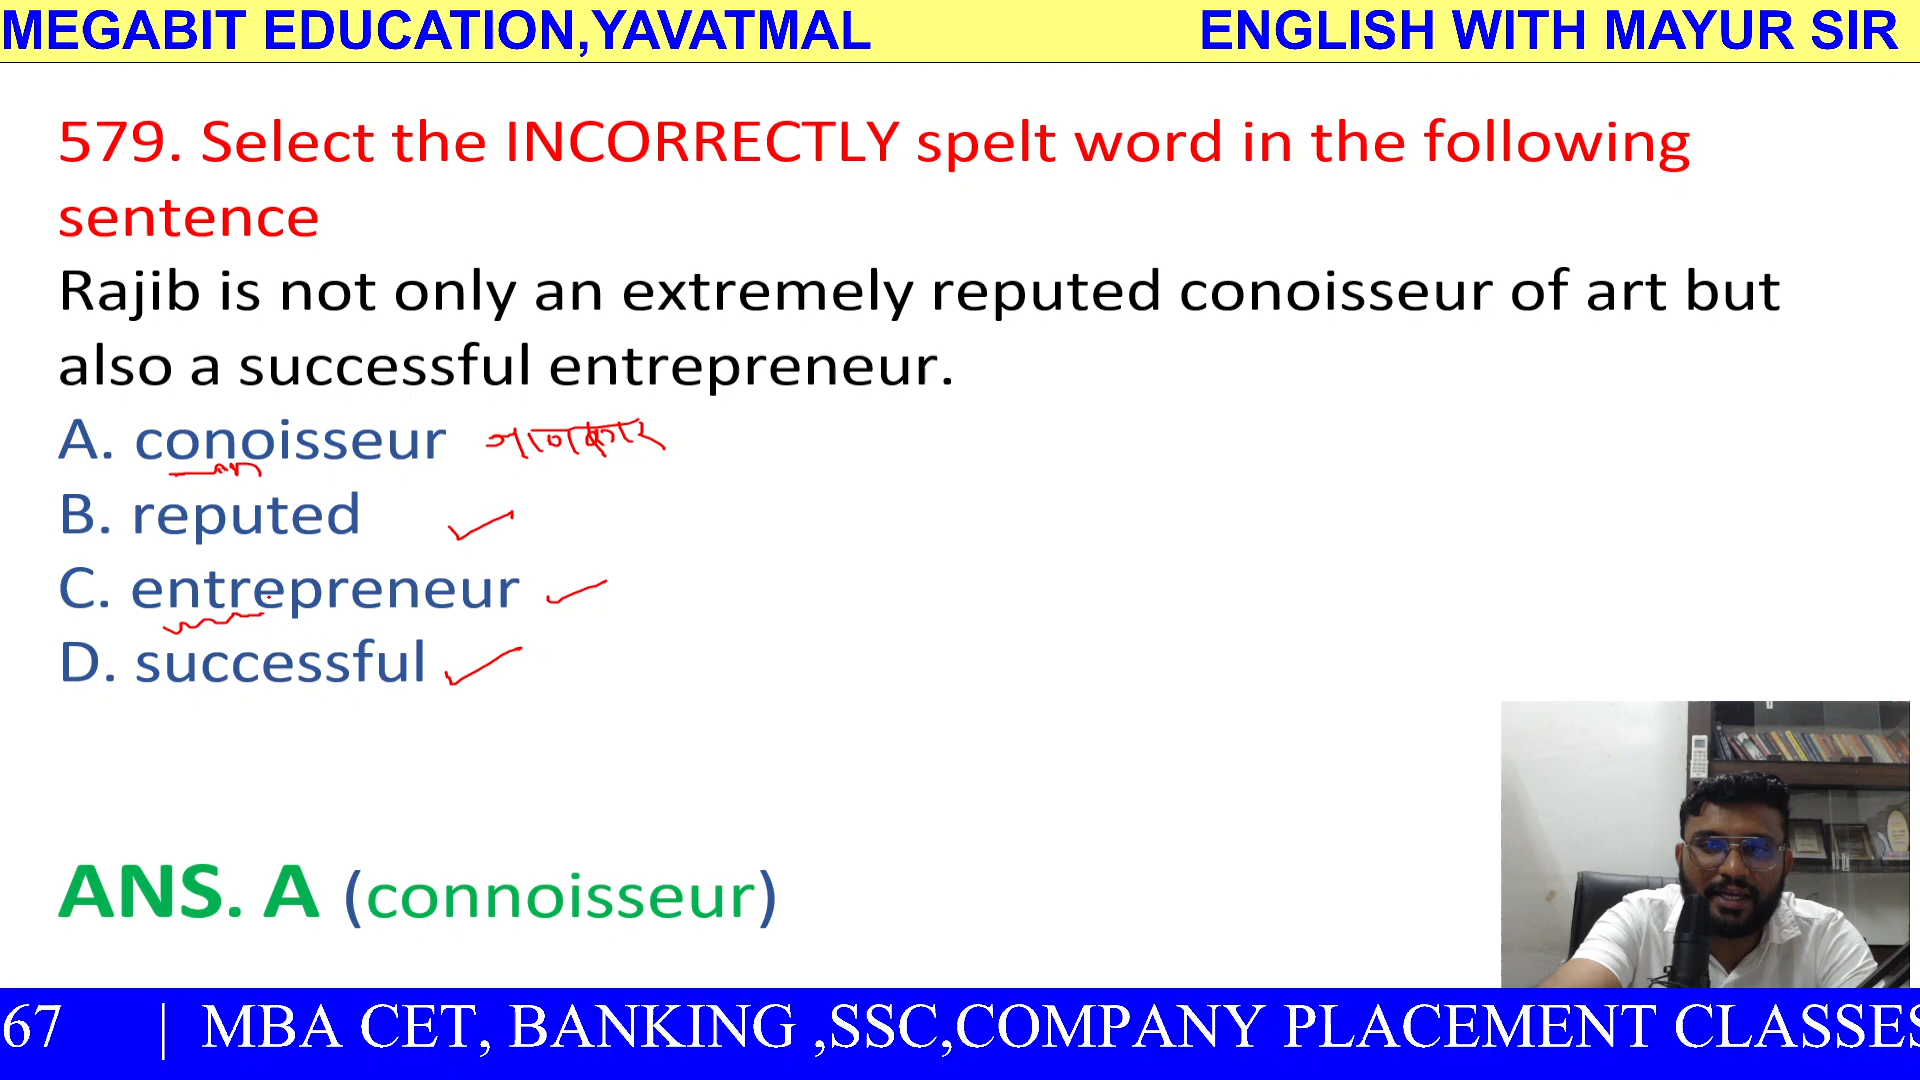 MEGABIT EDUCATION,YAVATMAL ENGLISH WITH MAYUR SIR
579. Select the INCORRECTLY spelt word in the following
sentence
Rajib is not only an extremely reputed conoisseur of art but
also a successful entrepreneur.
A. conoisseur जाणकार
B. reputed
C. entrepreneur
D. successful
ANS. A (connoisseur)
67 | MBA CET, BANKING ,SSC,COMPANY PLACEMENT CLASSES